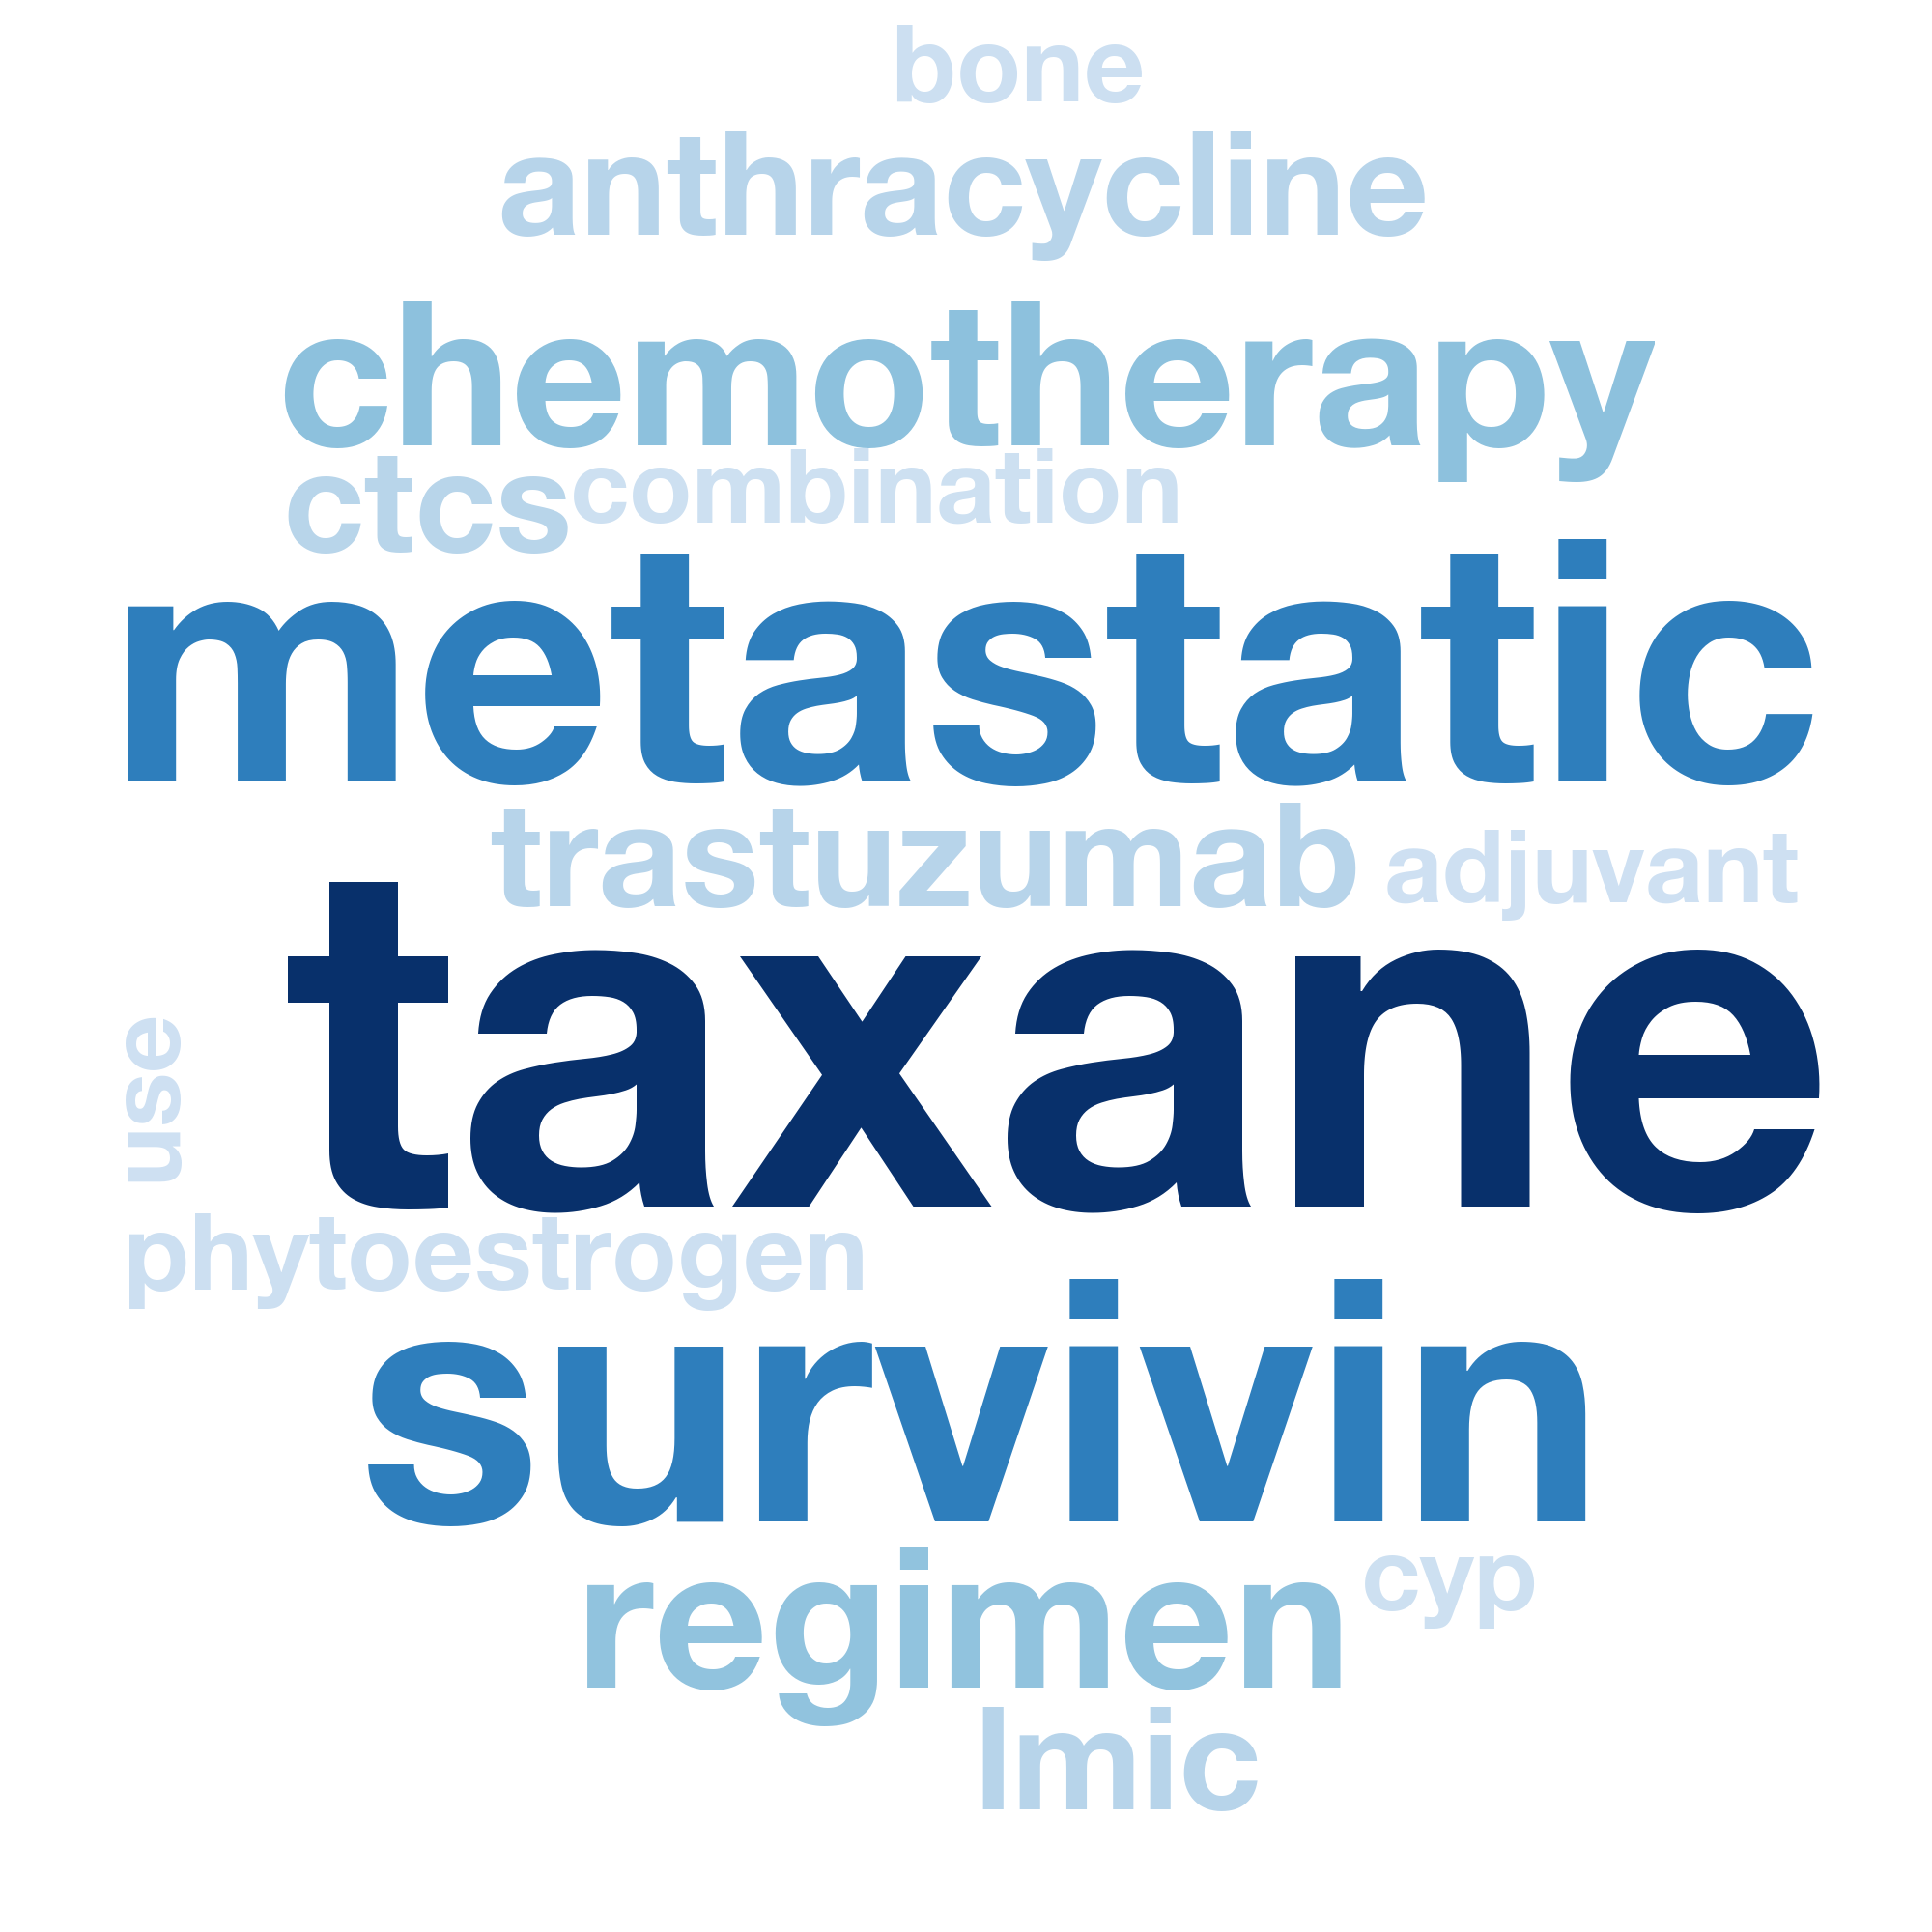 bone
anthracycline
chemotherapy
ctcs combination
metastatic
trastuzumab adjuvant
taxane
use
phytoestrogen
survivin
regimen cyp
lmic